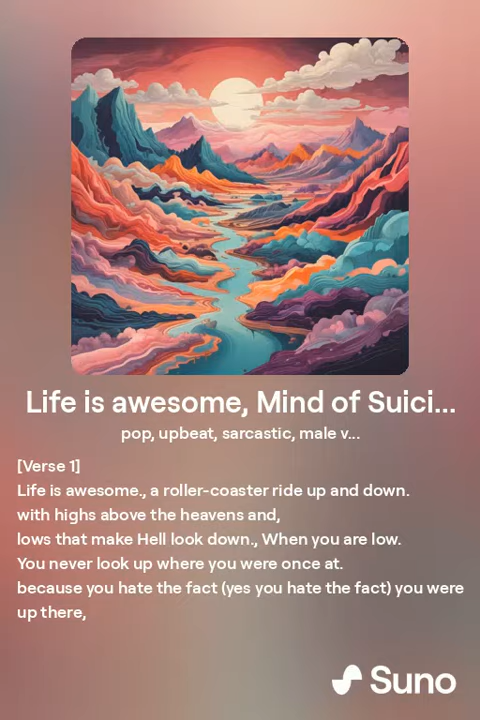 Life is awesome, Mind of Suici...
pop, upbeat, sarcastic, male v...
[Verse 1]
Life is awesome., a roller-coaster ride up and down.
with highs above the heavens and,
lows that make Hell look down., When you are low.
You never look up where you were once at.
because you hate the fact (yes you hate the fact) you were
up there,
Suno